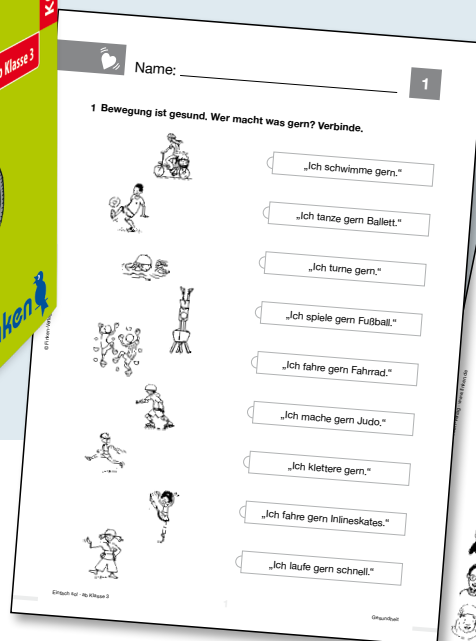 b Klasse 3
Name:
1
1 Bewegung ist gesund. Wer macht was gern? Verbinde.
„Ich schwimme gern.“
„Ich tanze gern Ballett.“
„Ich turne gern.“
„Ich spiele gern Fußball.“
„Ich fahre gern Fahrrad.“
„Ich mache gern Judo.“
„Ich klettere gern.“
„Ich fahre gern Inlineskates.“
„Ich laufe gern schnell.“
1
Gesundheit